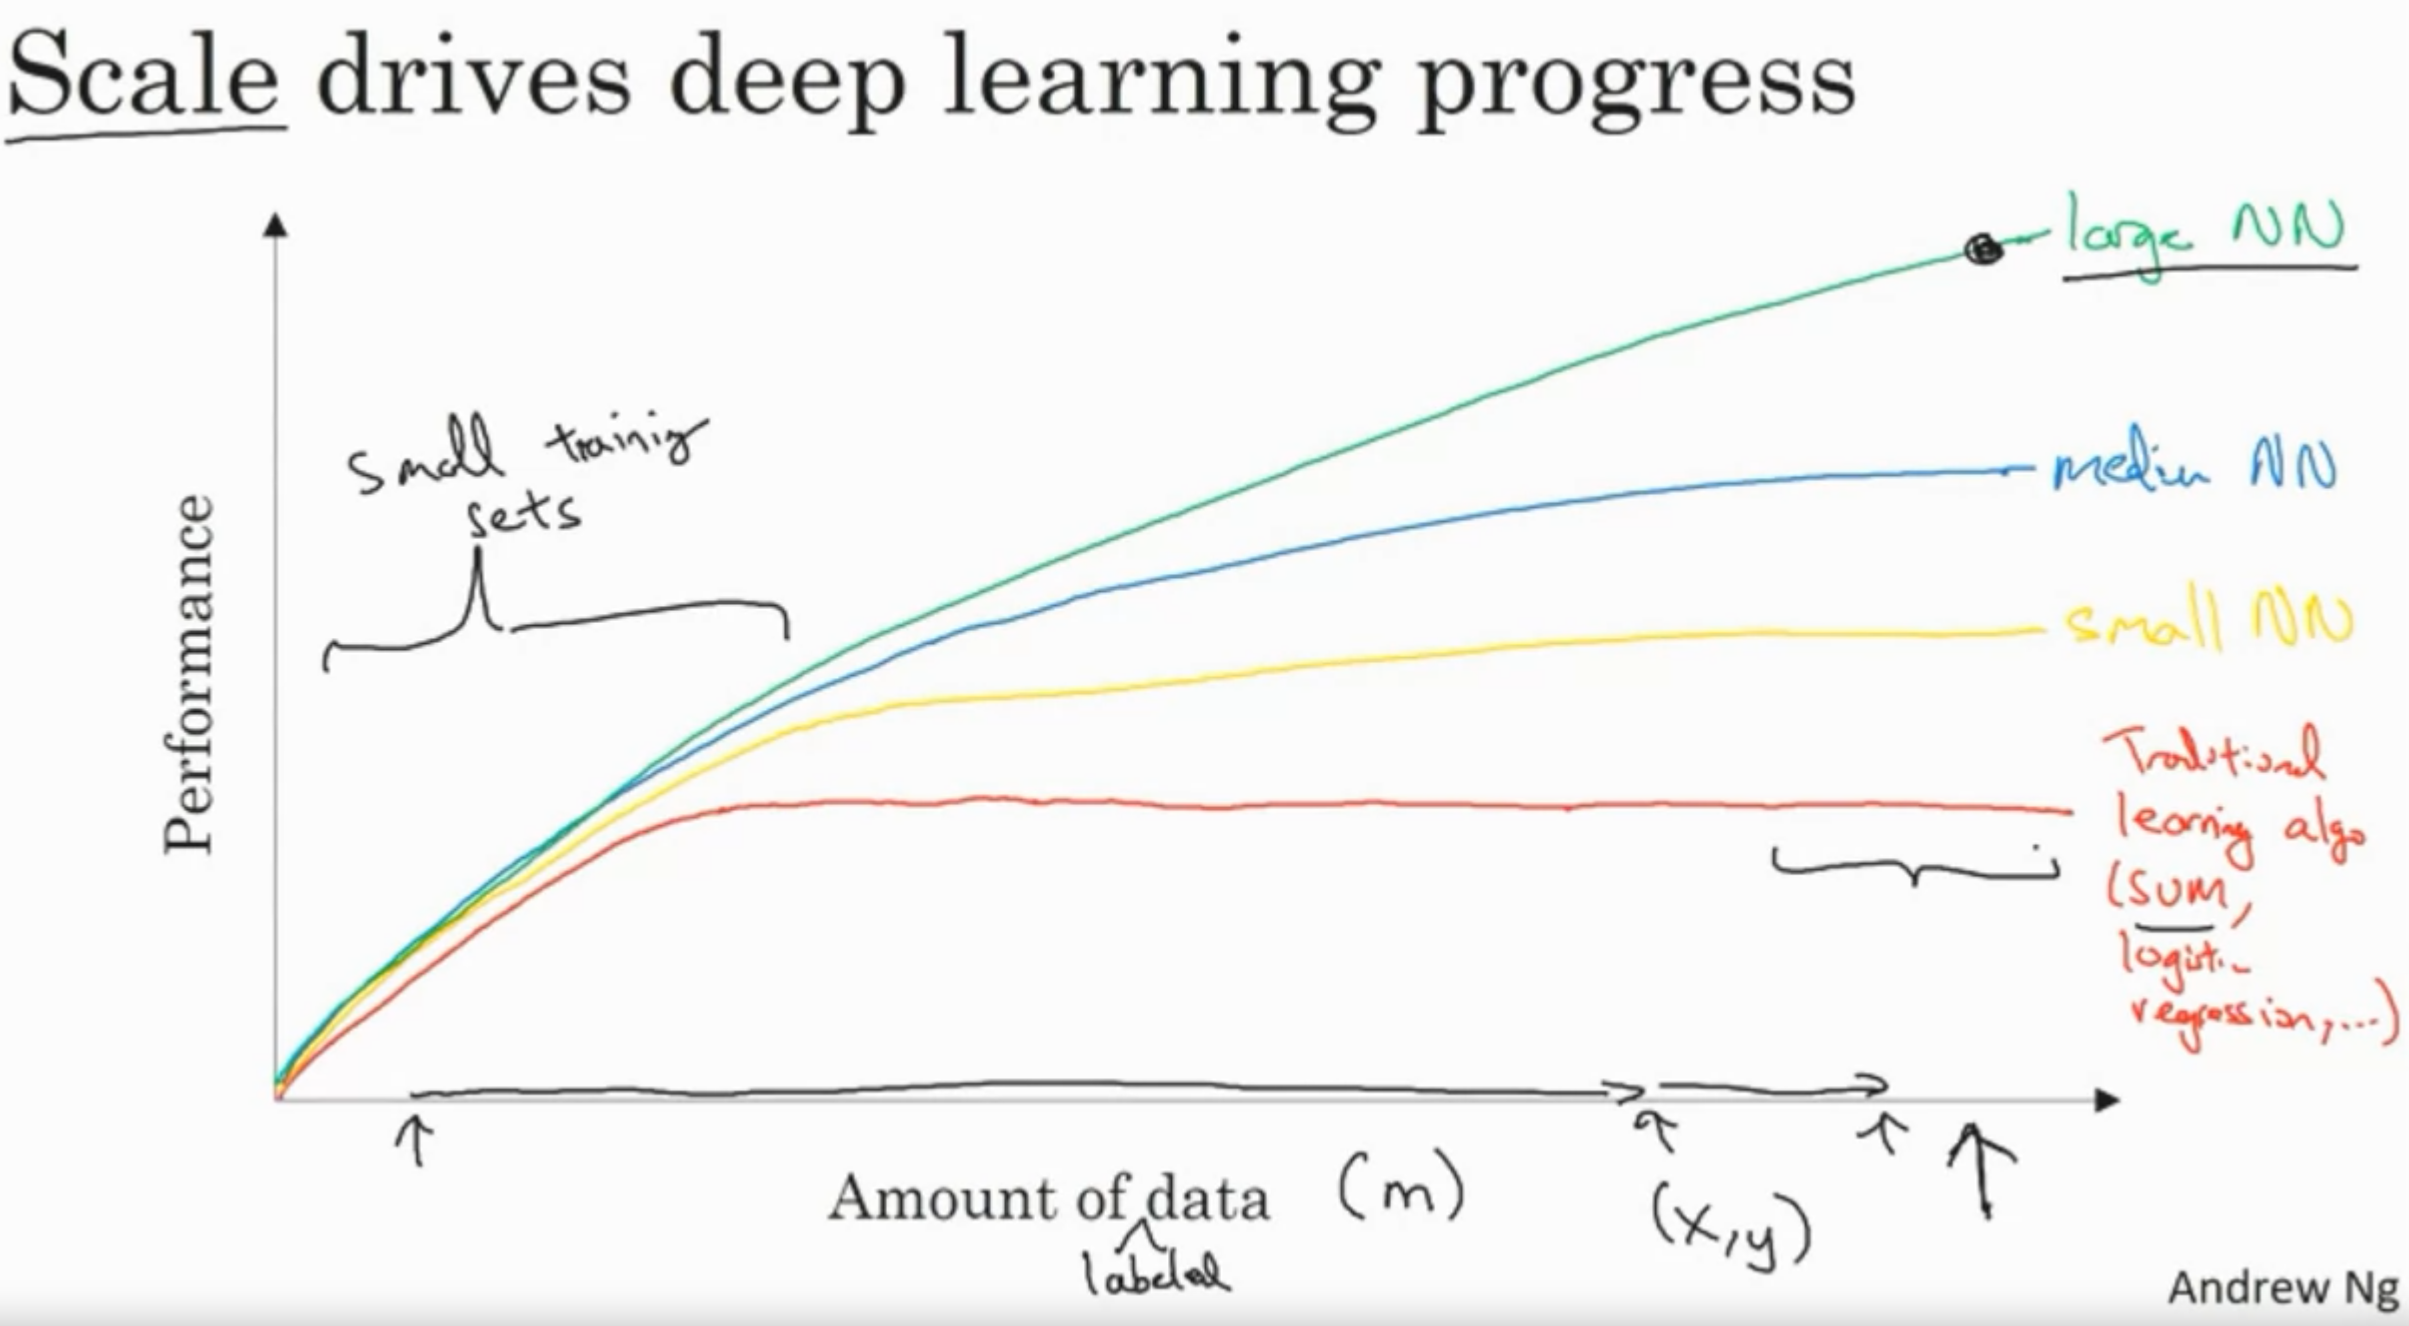 Scale drives deep learning progress
large NN
medium NN
small training
sets
Performance
small NN
Traditional
learning algo
(SVM,
logistic
regression,...)
Amount of data (m)
labeled
(x,y)
Andrew Ng